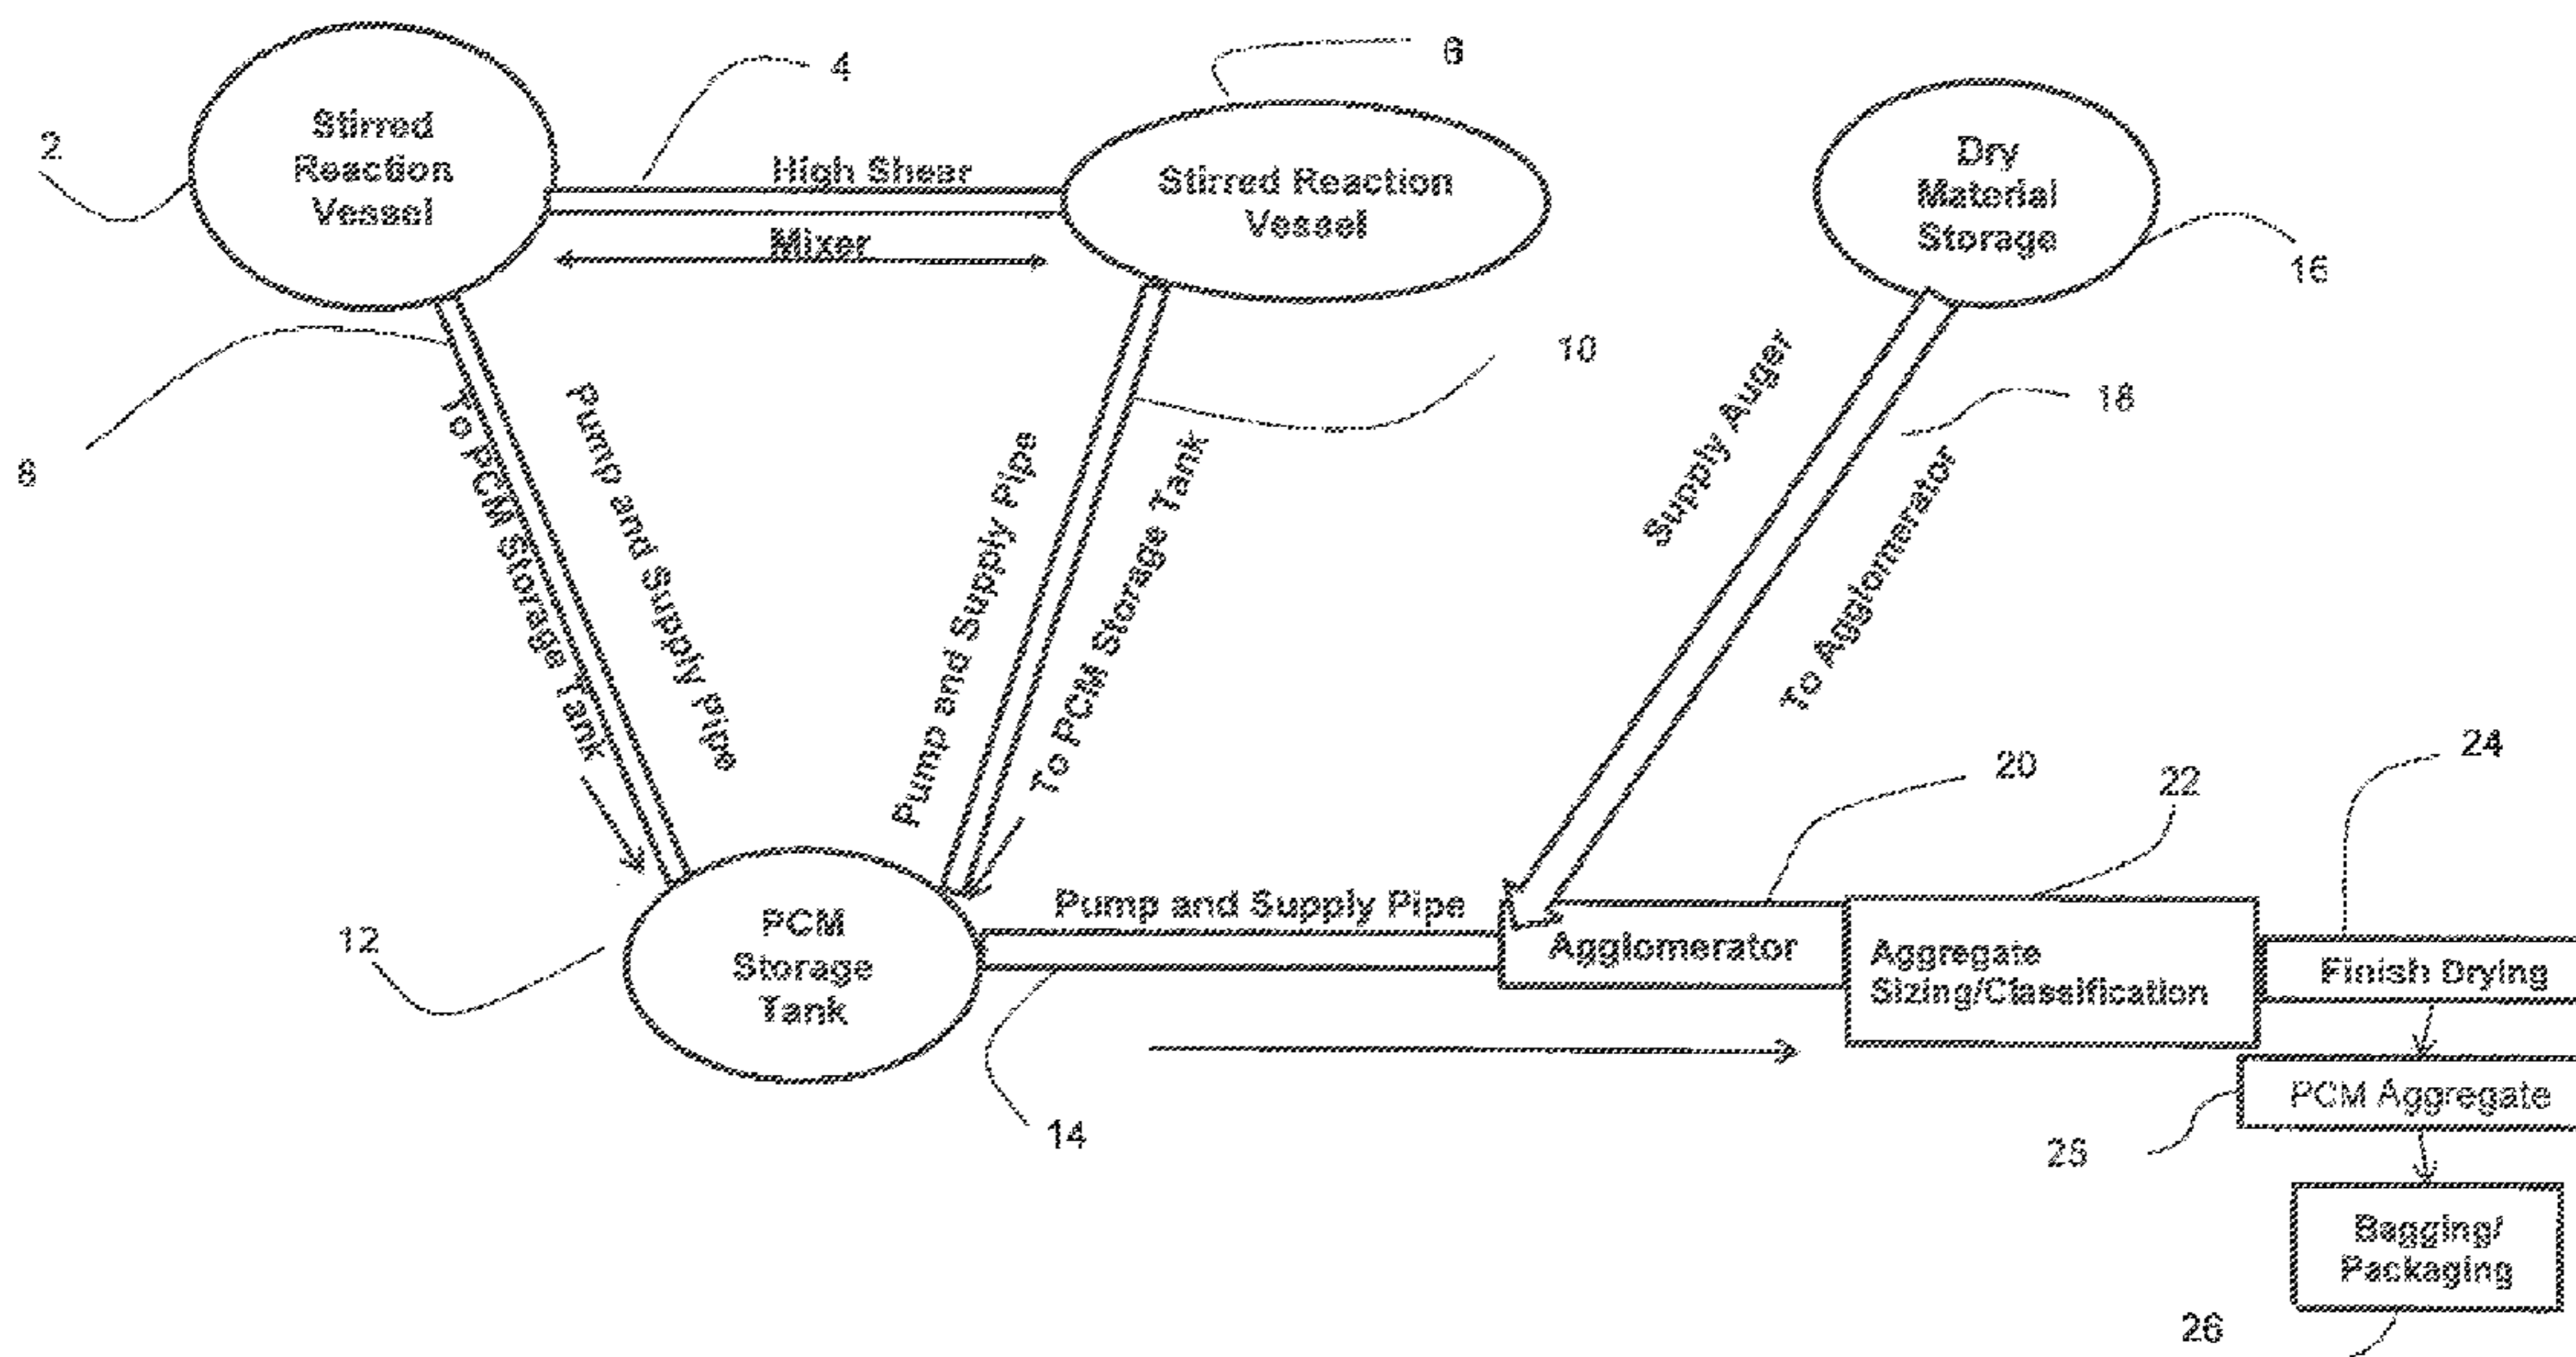 2
Stirred
Reaction
Vessel
4
High Shear
Mixer
6
Stirred Reaction
Vessel
Dry
Material
Storage
16
8
To PCM Storage Tank
Pump and Supply pipe
Pump and Supply Pipe
To PCM Storage Tank
10
Supply Auger
To Agglomerator
18
12
PCM
Storage
Tank
Pump and Supply Pipe
14
Agglomerator
20
Aggregate
Sizing/Classification
22
24
Finish Drying
PCM Aggregate
25
Bagging/
Packaging
26